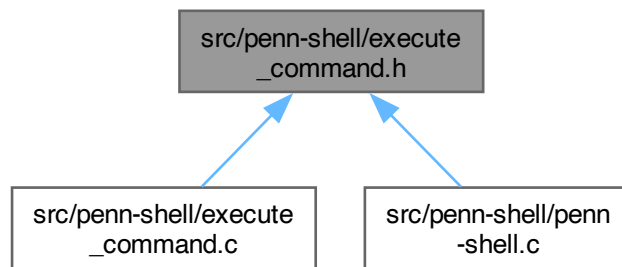 src/penn-shell/execute
_command.h
src/penn-shell/execute
_command.c
src/penn-shell/penn
-shell.c